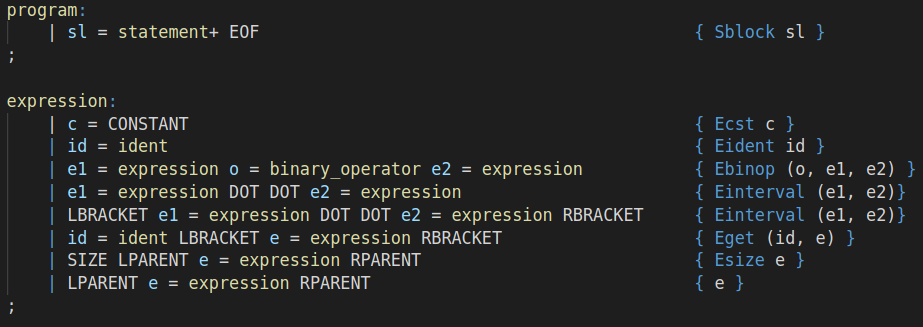 program:
| sl = statement+ EOF { Sblock sl }
;
expression:
| c = CONSTANT { Ecst c }
| id = ident { Eident id }
| e1 = expression o = binary_operator e2 = expression { Ebinop (o, e1, e2) }
| e1 = expression DOT DOT e2 = expression { Einterval (e1, e2)}
| LBRACKET e1 = expression DOT DOT e2 = expression RBRACKET { Einterval (e1, e2)}
| id = ident LBRACKET e = expression RBRACKET { Eget (id, e) }
| SIZE LPARENT e = expression RPARENT { Esize e }
| LPARENT e = expression RPARENT { e }
;